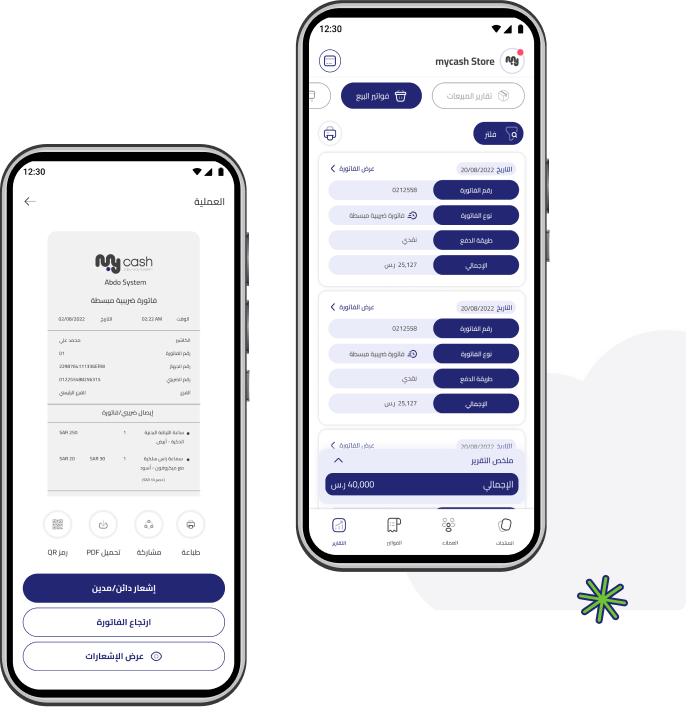 12:30
mycash Store
تقارير المبيعات
فواتير البيع
فلتر
التاريخ 20/08/2022
عرض الفاتورة
رقم الفاتورة 0212558
نوع الفاتورة فاتورة ضريبية مبسطة
طريقة الدفع نقدي
الإجمالي 25,127 ر.س
التاريخ 20/08/2022
عرض الفاتورة
رقم الفاتورة 0212558
نوع الفاتورة فاتورة ضريبية مبسطة
طريقة الدفع نقدي
الإجمالي 25,127 ر.س
التاريخ 20/08/2022
عرض الفاتورة
ملخص التقرير
الإجمالي 40,000 ر.س
المنتجات
العملاء
الفواتير
التقارير
12:30
العملية
my cash
Abdo System
فاتورة ضريبية مبسطة
الوقت 02:22 AM التاريخ 02/08/2022
الكاشير محمد علي
رقم الفاتورة 01
رقم الجهاز
رقم الضريبي
الفرع الفرع الرئيسي
إيصال ضريبي/فاتورة
ساعة اللياقة البدنية 1 SAR 250
الذكية - أبيض
سماعة رأس سلكية 1 SAR 30 SAR 20
مع ميكروفون - أسود
طباعة
مشاركة
تحميل PDF
رمز QR
إشعار دائن/مدين
ارتجاع الفاتورة
عرض الإشعارات